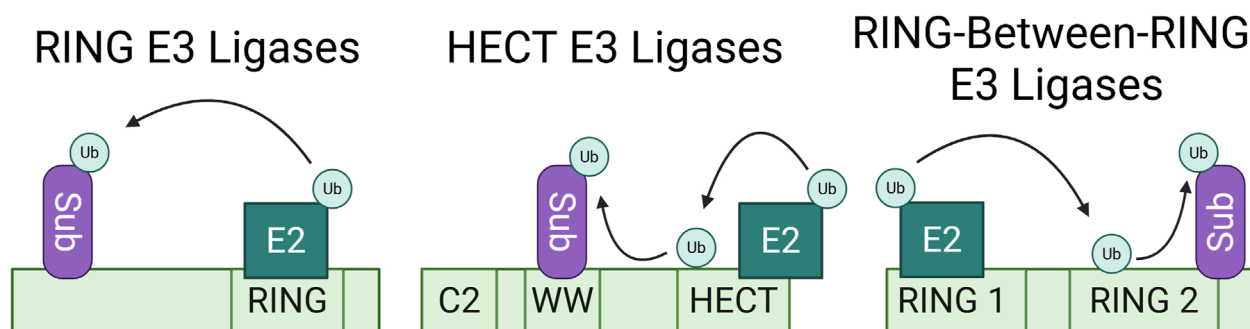 RING E3 Ligases
Ub
Ub
Sub
E2
RING
HECT E3 Ligases
Ub
Ub
Sub
Ub
E2
C2
WW
HECT
RING-Between-RING
E3 Ligases
Ub
Ub
E2
Ub
Sub
RING 1
RING 2